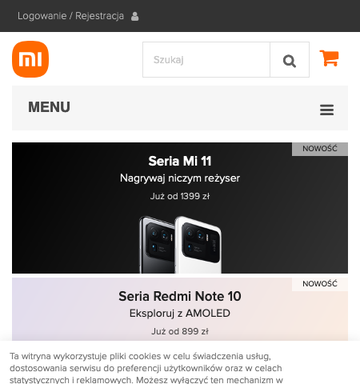 Logowanie / Rejestracja
mi
Szukaj
MENU
NOWOŚĆ
Seria Mi 11
Nagrywaj niczym reżyser
Już od 1399 zł
NOWOŚĆ
Seria Redmi Note 10
Eksploruj z AMOLED
Już od 899 zł
Ta witryna wykorzystuje pliki cookies w celu świadczenia usług,
dostosowania serwisu do preferencji użytkowników oraz w celach
statystycznych i reklamowych. Możesz wyłączyć ten mechanizm w